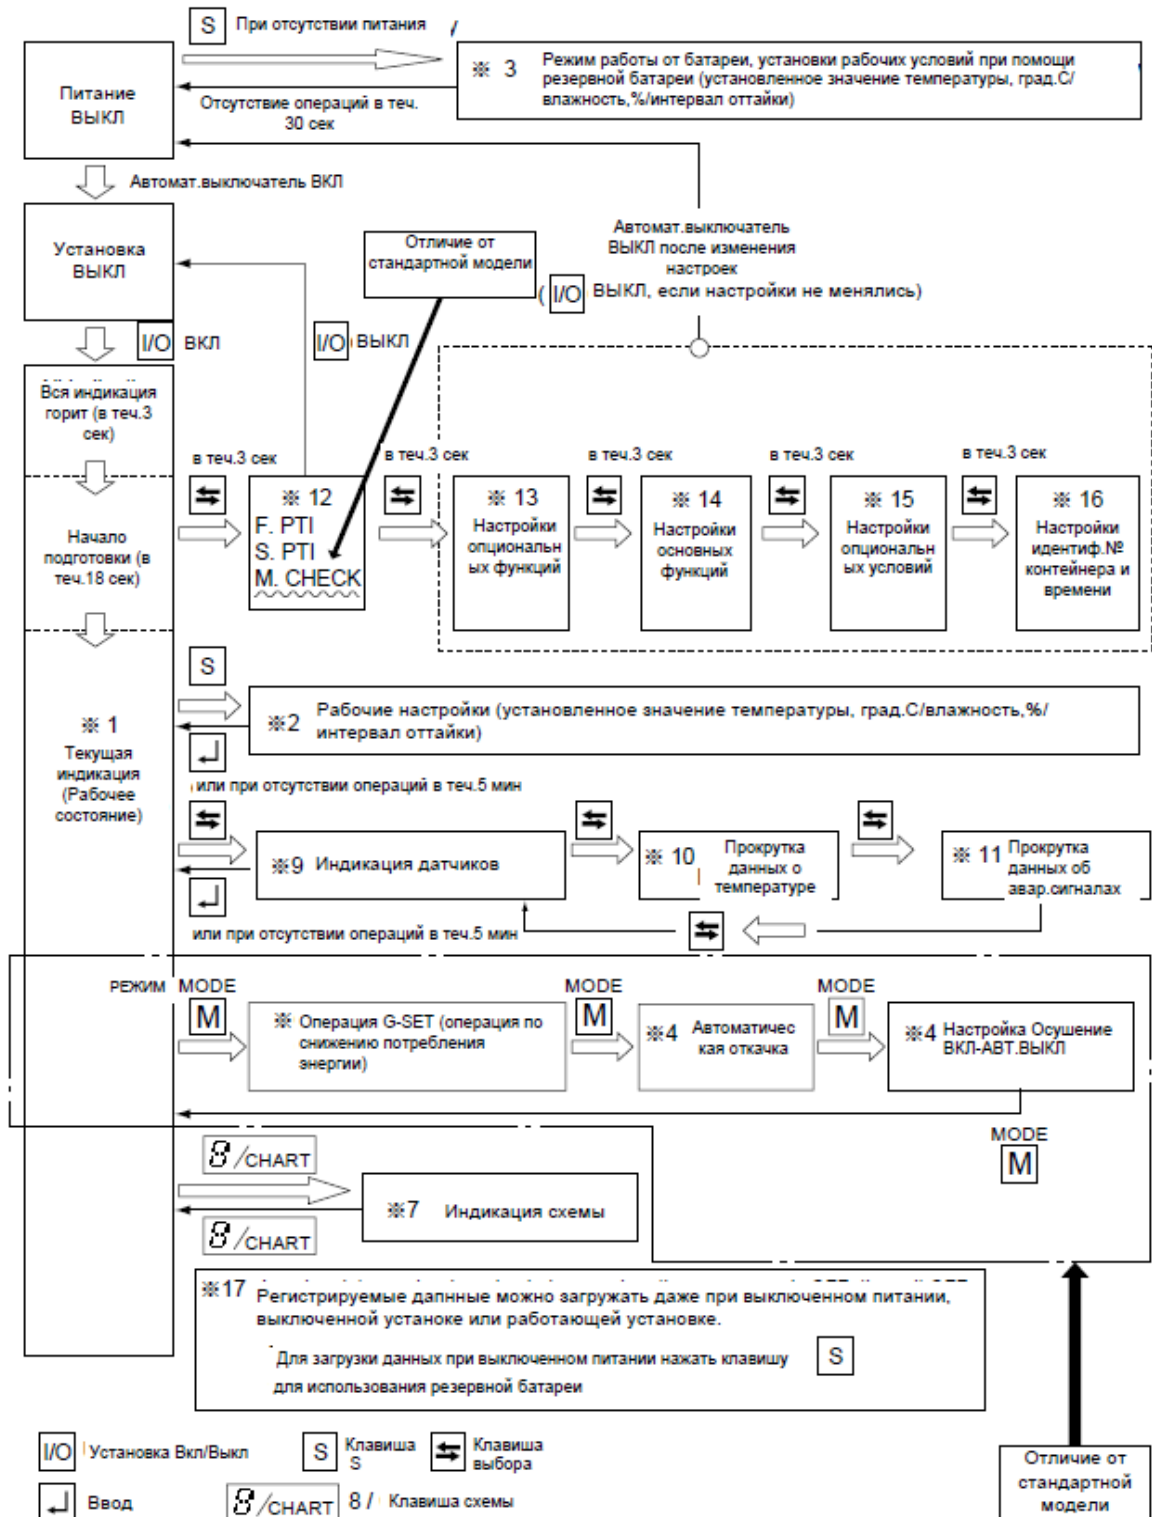 S При отсутствии питания
Питание
ВЫКЛ
※ 3 Режим работы от батареи, установки рабочих условий при помощи
резервной батареи (установленное значение температуры, град.С/
влажность,%/интервал оттайки)
Отсутствие операций в теч.
30 сек
Автомат.выключатель ВКЛ
Установка
ВЫКЛ
Отличие от
стандартной модели
Автомат.выключатель
ВЫКЛ после изменения
настроек
( I/O ВЫКЛ, если настройки не менялись)
I/O ВКЛ
I/O ВЫКЛ
Вся индикация
горит (в теч.3
сек)
в теч.3 сек
в теч.3 сек
в теч.3 сек
в теч.3 сек
в теч.3 сек
Начало
подготовки (в
теч.18 сек)
※ 12
F. PTI
S. PTI
M. CHECK
※ 13
Настройки
опциональн
ых функций
※ 14
Настройки
основных
функций
※ 15
Настройки
опциональн
ых условий
※ 16
Настройки
идентиф.№
контейнера и
времени
S
※ 1
Текущая
индикация
(Рабочее
состояние)
※2 Рабочие настройки (установленное значение температуры, град.С/влажность,%/
интервал оттайки)
или при отсутствии операций в теч.5 мин
※9 Индикация датчиков
※ 10 Прокрутка
данных о
температуре
※ 11 Прокрутка
данных об
авар.сигналах
или при отсутствии операций в теч.5 мин
РЕЖИМ MODE
M
MODE
M
MODE
M
※ Операция G-SET (операция по
снижению потребления
энергии)
※4 Автоматичес
кая откачка
※4 Настройка Осушение
ВКЛ-АВТ.ВЫКЛ
MODE
M
8/CHART
※7 Индикация схемы
8/CHART
※17 Регистрируемые дапнные можно загружать даже при выключенном питании,
выключенной устаноке или работающей установке.
Для загрузки данных при выключенном питании нажать клавишу S
для использования резервной батареи
I/O Установка Вкл/Выкл
S Клавиша
S
Клавиша
выбора
Ввод
8/CHART 8 / Клавиша схемы
Отличие от
стандартной
модели